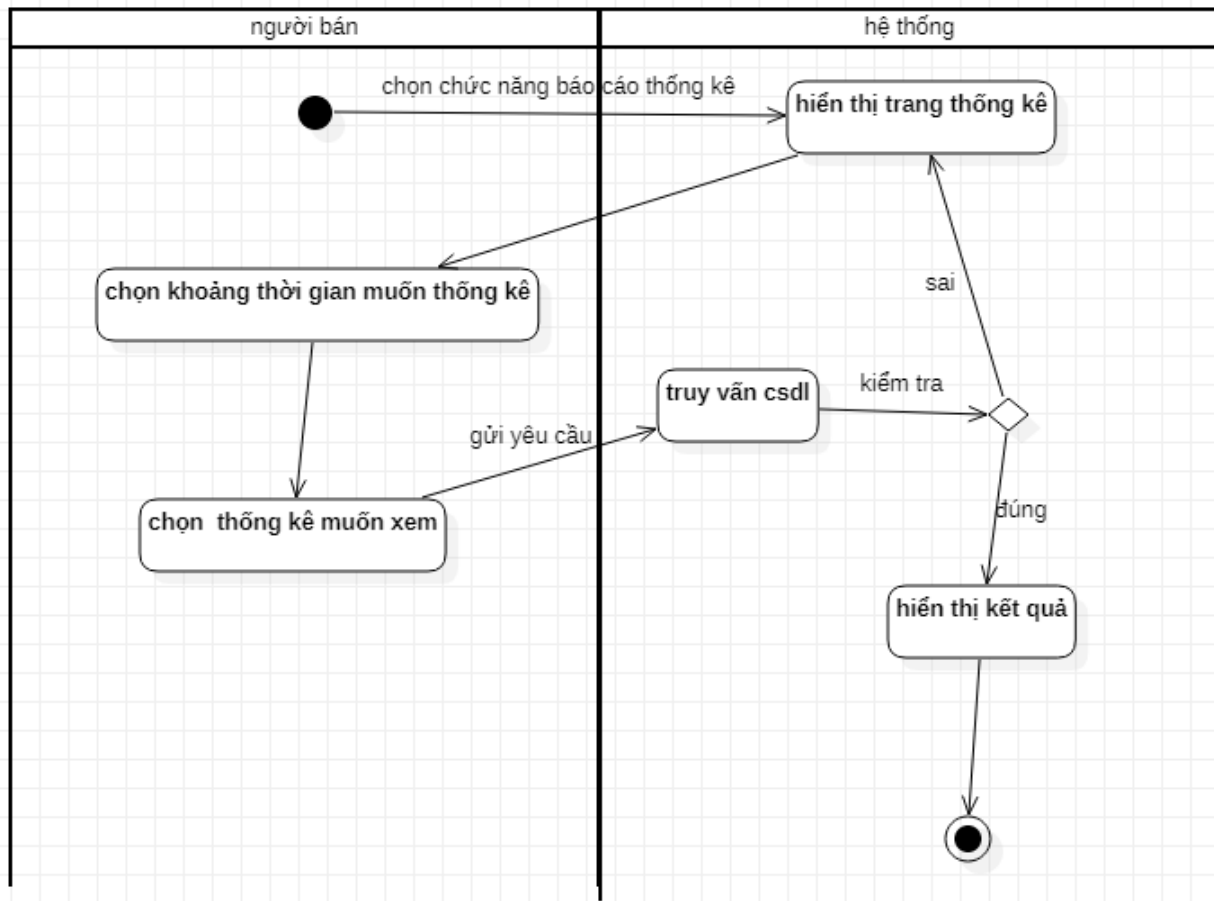 người bán
hệ thống
chọn chức năng báo cáo thống kê
hiển thị trang thống kê
chọn khoảng thời gian muốn thống kê
sai
truy vấn csdl
kiểm tra
gửi yêu cầu
chọn  thống kê muốn xem
đúng
hiển thị kết quả